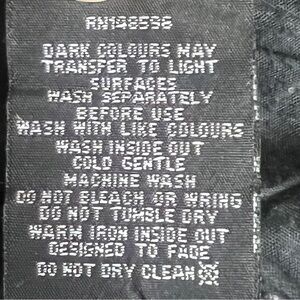 RN148538
DARK COLOURS MAY
TRANSFER TO LIGHT
SURFACES
WASH SEPARATELY
BEFORE USE
WASH WITH LIKE COLOURS
WASH INSIDE OUT
COLD GENTLE
MACHINE WASH
DO NOT BLEACH OR WRING
DO NOT TUMBLE DRY
WARM IRON INSIDE OUT
DESIGNED TO FADE
DO NOT DRY CLEAN